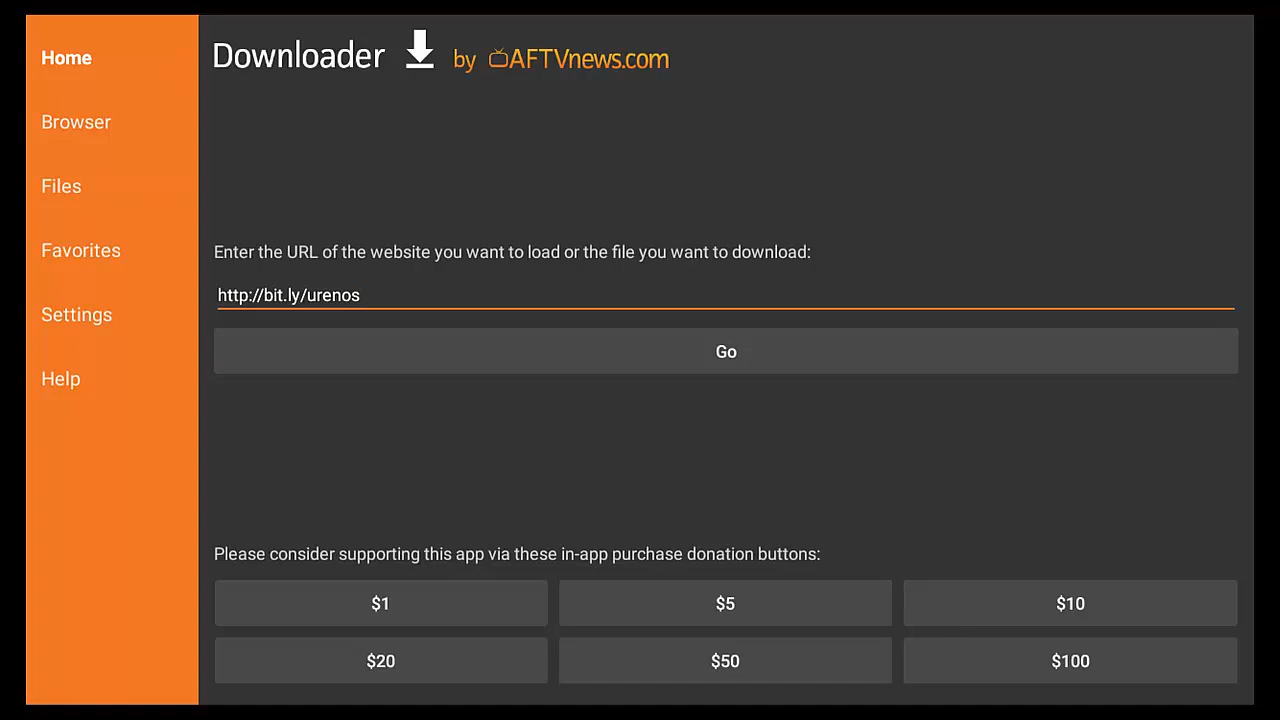 Home
Browser
Files
Favorites
Settings
Help
Downloader by AFTVnews.com
Enter the URL of the website you want to load or the file you want to download:
http://bit.ly/urenos
Go
Please consider supporting this app via these in-app purchase donation buttons:
$1 $5 $10
$20 $50 $100